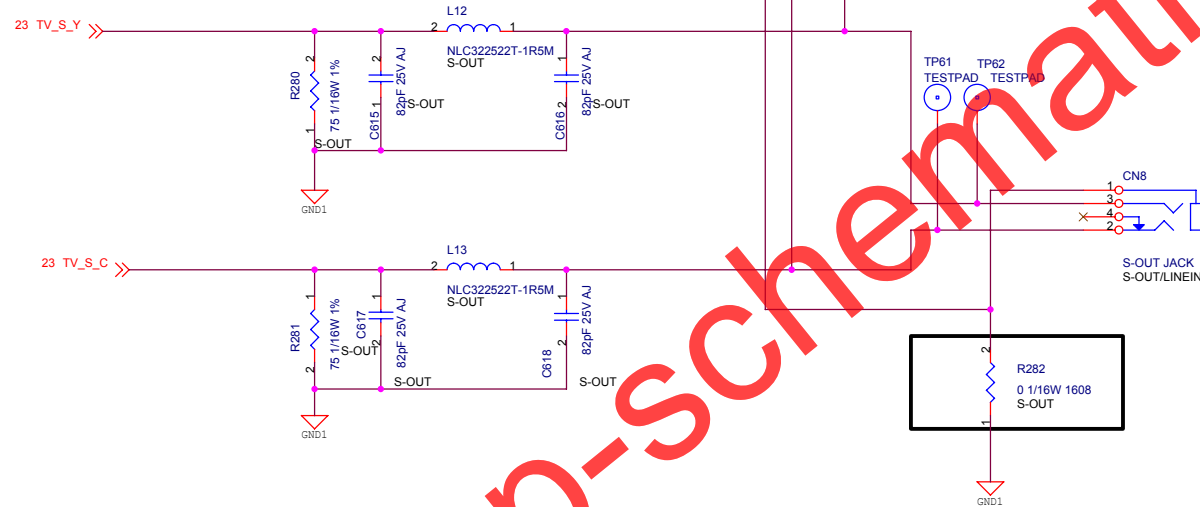 23 TV_S_Y
L12
2
1
NLC322522T-1R5M
S-OUT
R280
2
1
75 1/16W 1%
S-OUT
C615
2
1
82pF 25V AJ
S-OUT
C616
1
2
82pF 25V AJ
S-OUT
GND1
TP61
TESTPAD
TP62
TESTPAD
CN8
1
3
4
2
S-OUT JACK
S-OUT/LINEIN
23 TV_S_C
L13
2
1
NLC322522T-1R5M
S-OUT
R281
1
2
75 1/16W 1%
S-OUT
C617
1
2
82pF 25V AJ
S-OUT
C618
1
2
82pF 25V AJ
S-OUT
GND1
R282
2
1
0 1/16W 1608
S-OUT
GND1
p-schemati